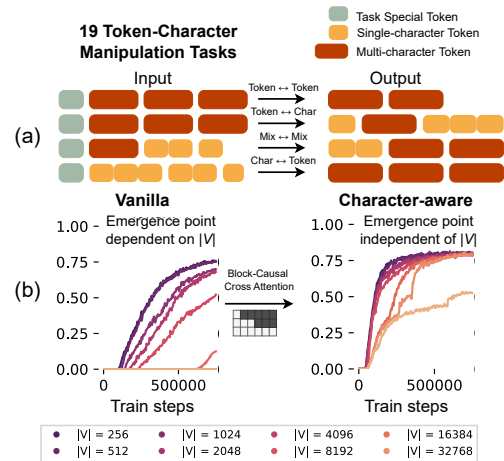 19 Token-Character
Manipulation Tasks
Task Special Token
Single-character Token
Multi-character Token
Input
Output
(a)
Token ↔ Token
Token ↔ Char
Mix ↔ Mix
Char ↔ Token
Vanilla
Character-aware
(b)
1.00
0.75
0.50
0.25
0.00
Emergence point
dependent on |V|
0
500000
Train steps
Block-Causal
Cross Attention
1.00
0.75
0.50
0.25
0.00
Emergence point
independent of |V|
0
500000
Train steps
|V| = 256
|V| = 1024
|V| = 4096
|V| = 16384
|V| = 512
|V| = 2048
|V| = 8192
|V| = 32768